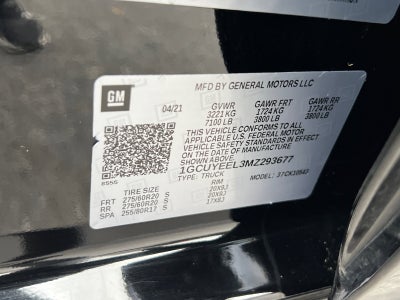 GM
MFD BY GENERAL MOTORS LLC
04/21 GVWR GAWR FRT GAWR RR
3221 KG 1724 KG 1724 KG
7100 LB 3800 LB 3800 LB
THIS VEHICLE CONFORMS TO ALL
APPLICABLE U.S. FEDERAL MOTOR
VEHICLE SAFETY STANDARDS
IN EFFECT ON THE DATE OF MANUFACTURE
SHOWN ABOVE.
1GCUYEEL3MZ293677
TYPE: TRUCK MODEL: 37CK10543
TIRE SIZE RIM
FRT 275/60R20 S 20X9J
RR 275/60R20 S 20X9J
SPA 255/80R17 S 17X8J